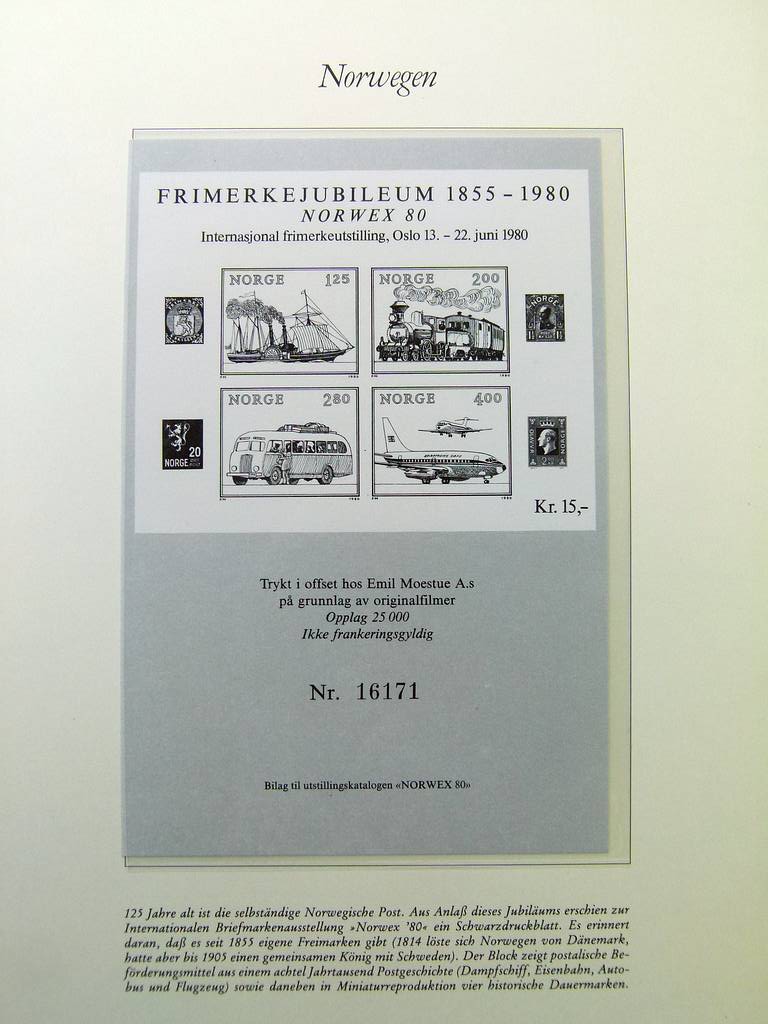 Norwegen
FRIMERKEJUBILEUM 1855 – 1980
NORWEX 80
Internasjonal frimerkeutstilling, Oslo 13. – 22. juni 1980
NORGE 125
NORGE 200
NORGE
NORGE 280
NORGE 400
20
NORGE
NORGE
Kr. 15,-
Trykt i offset hos Emil Moestue A.s
på grunnlag av originalfilmer
Opplag 25 000
Ikke frankeringsgyldig
Nr. 16171
Bilag til utstillingskatalogen «NORWEX 80»
125 Jahre alt ist die selbständige Norwegische Post. Aus Anlaß dieses Jubiläums erschien zur
Internationalen Briefmarkenausstellung »Norwex '80« ein Schwarzdruckblatt. Es erinnert
daran, daß es seit 1855 eigene Freimarken gibt (1814 löste sich Norwegen von Dänemark,
hatte aber bis 1905 einen gemeinsamen König mit Schweden). Der Block zeigt postalische Be-
förderungsmittel aus einem achtel Jahrtausend Postgeschichte (Dampfschiff, Eisenbahn, Auto-
bus und Flugzeug) sowie daneben in Miniaturreproduktion vier historische Dauermarken.